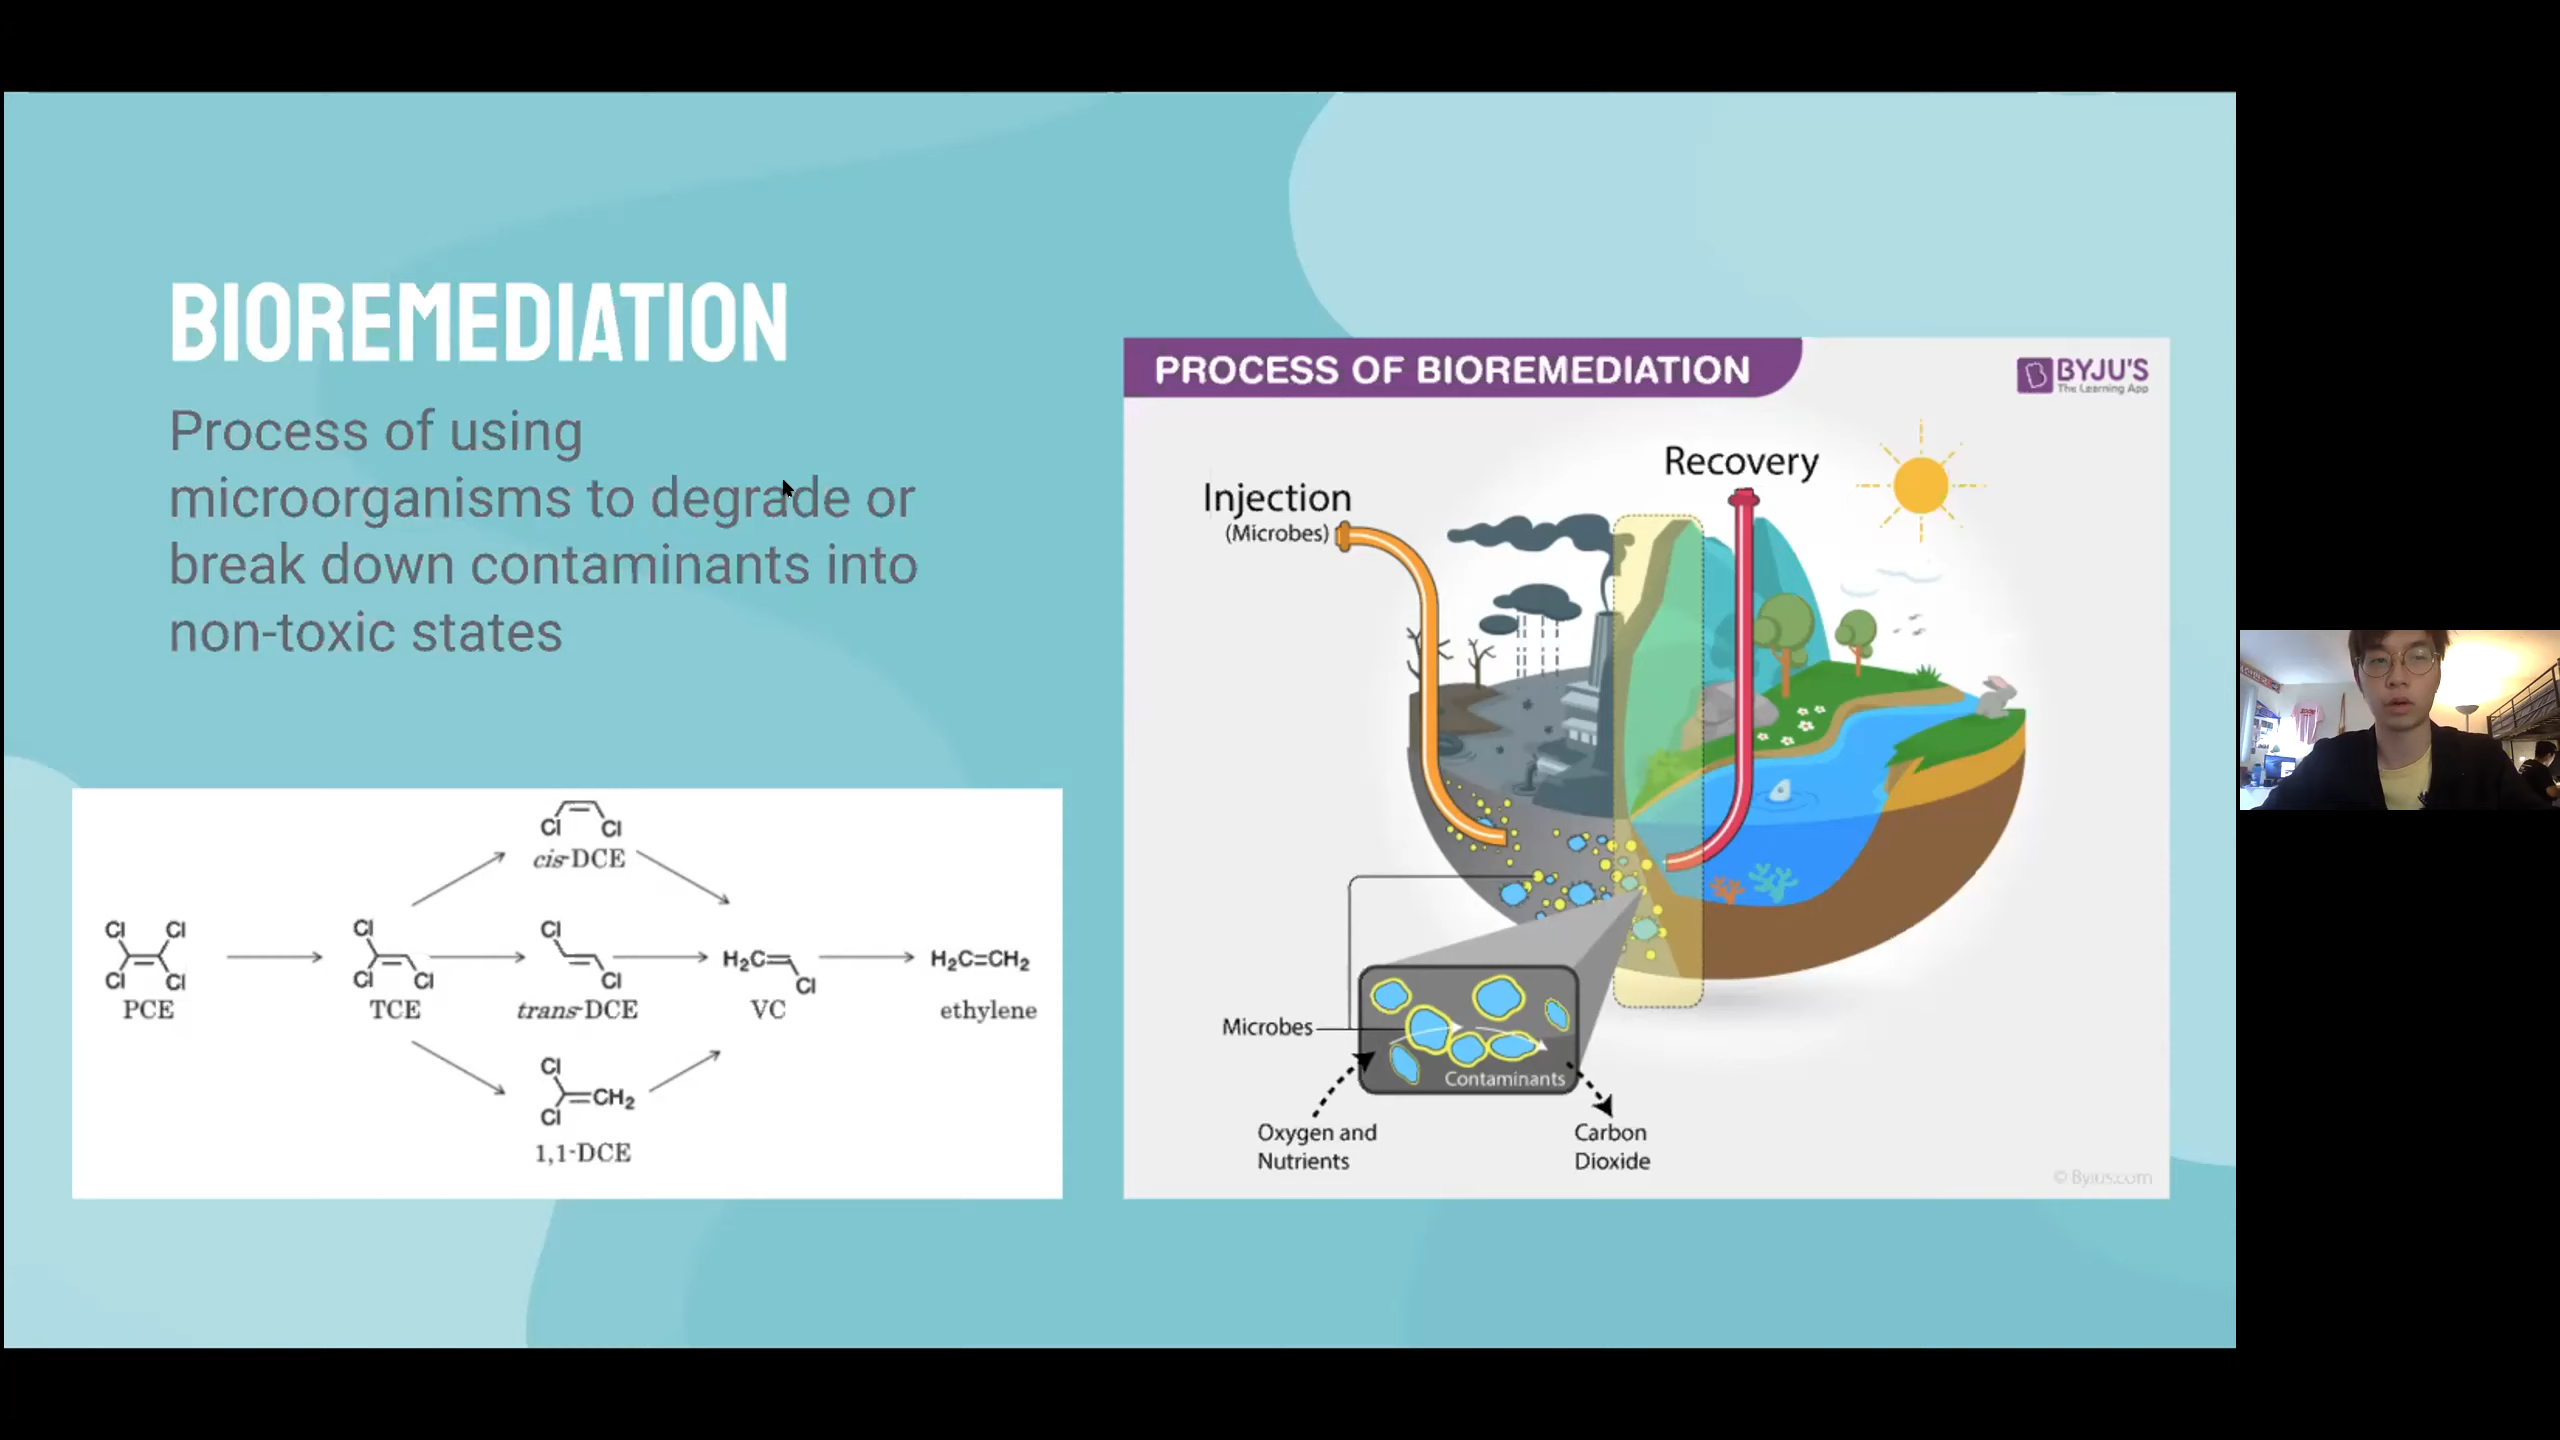 BIOREMEDIATION
Process of using
microorganisms to degrade or
break down contaminants into
non-toxic states
Cl Cl
cis-DCE
Cl Cl
Cl Cl
PCE
Cl
Cl Cl
TCE
Cl
Cl
trans-DCE
H₂C
Cl
VC
H₂C=CH₂
ethylene
Cl
CH₂
Cl
1,1-DCE
PROCESS OF BIOREMEDIATION
BYJU'S
The Learning App
Injection
(Microbes)
Recovery
Microbes
Contaminants
Oxygen and
Nutrients
Carbon
Dioxide
© Byjus.com